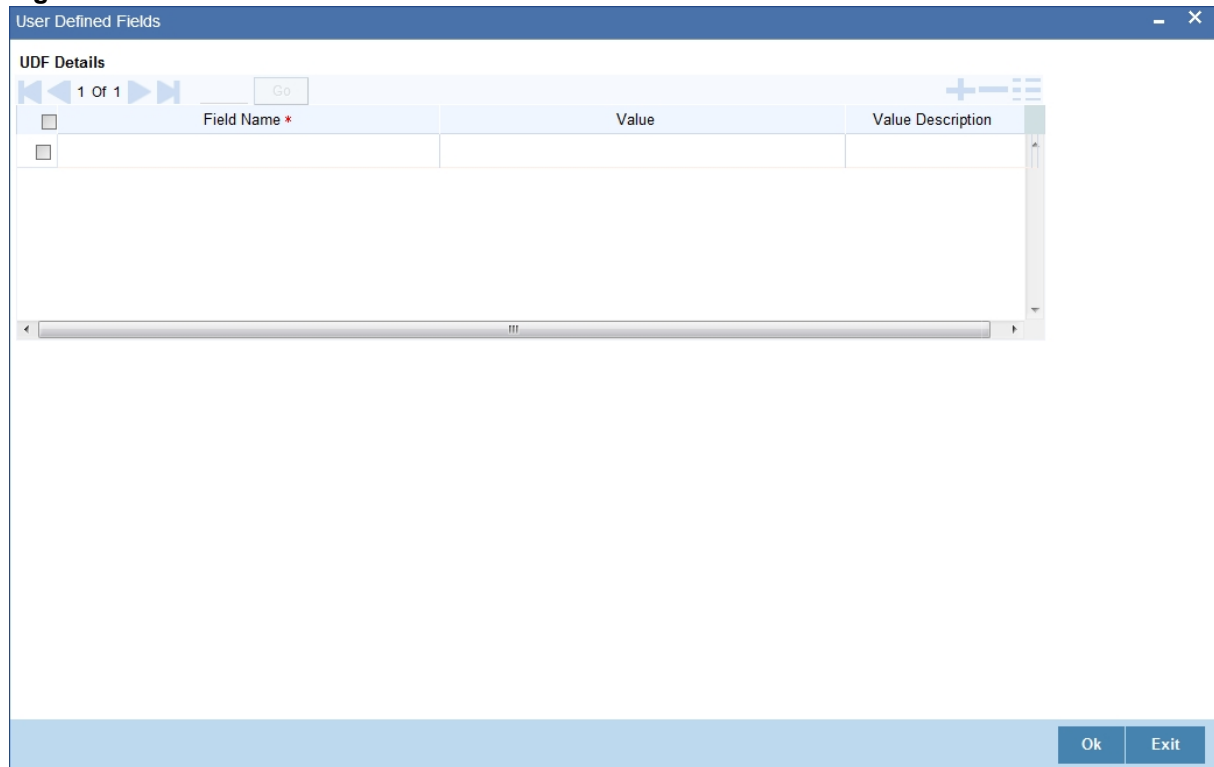 User Defined Fields
UDF Details
1 Of 1 Go
Field Name * Value Value Description
Ok Exit